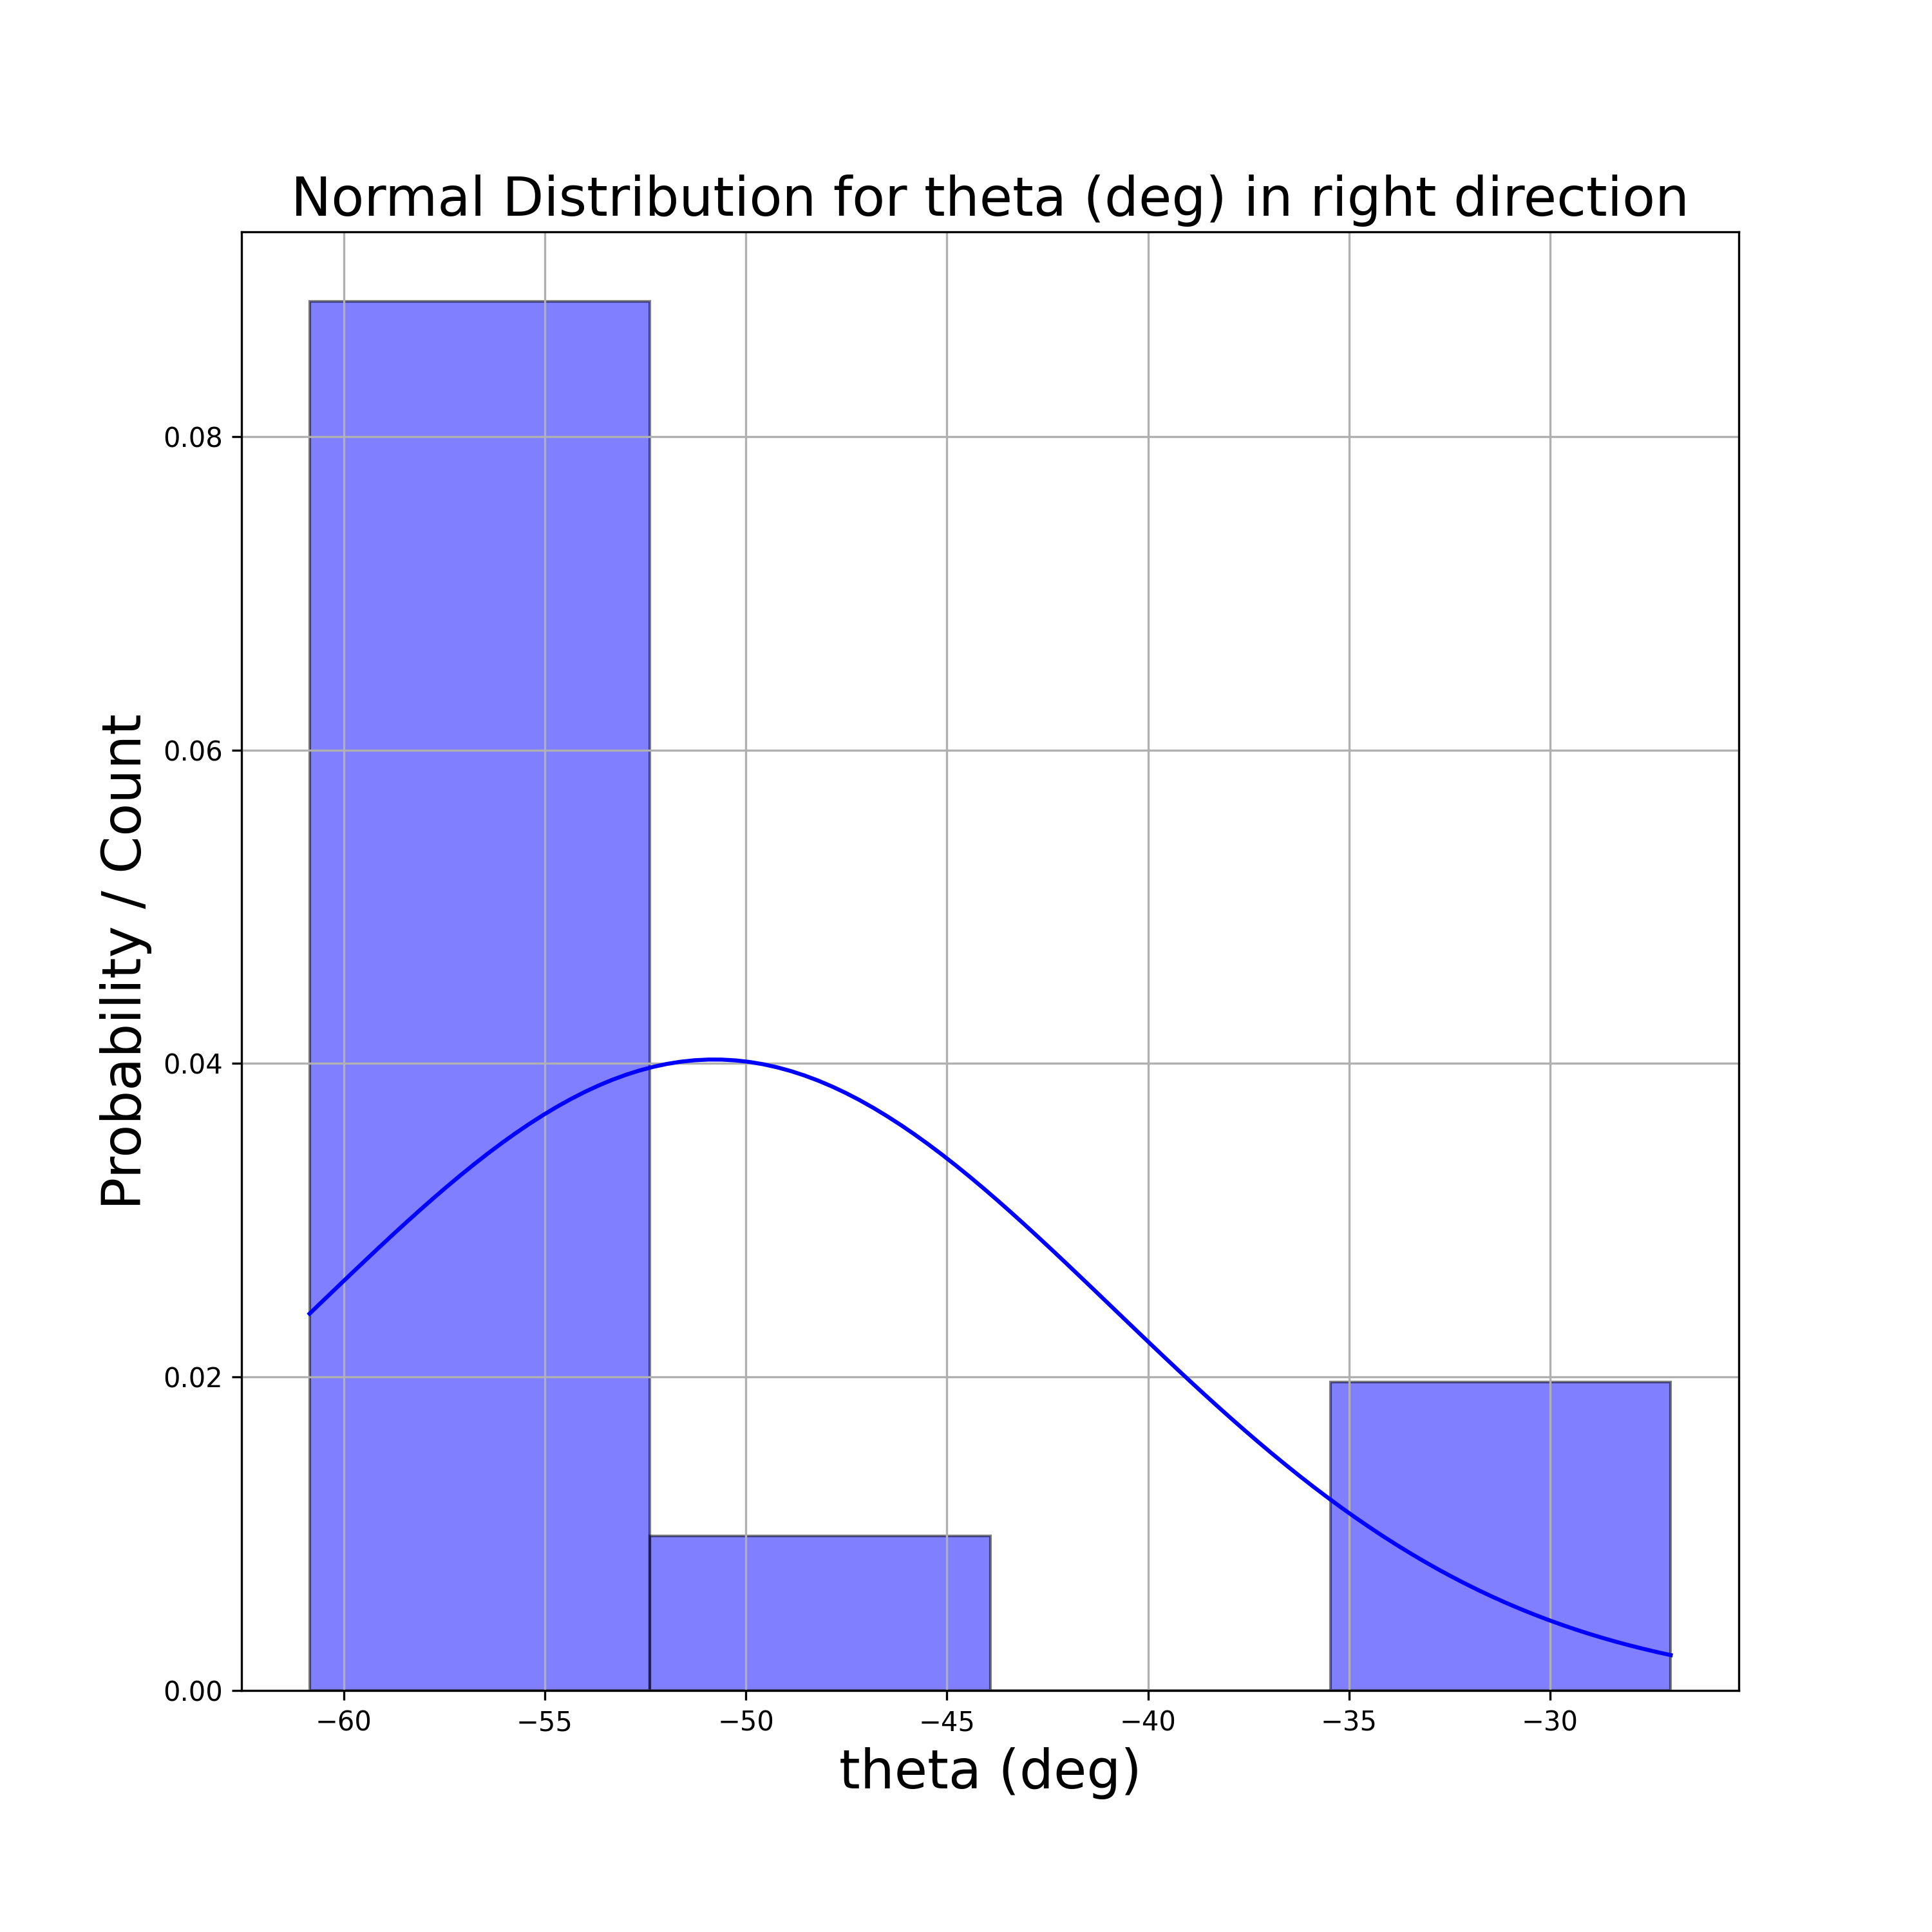 Normal Distribution for theta (deg) in right direction
Probability / Count
0.08
0.06
0.04
0.02
0.00
−60 −55 −50 −45 −40 −35 −30
theta (deg)